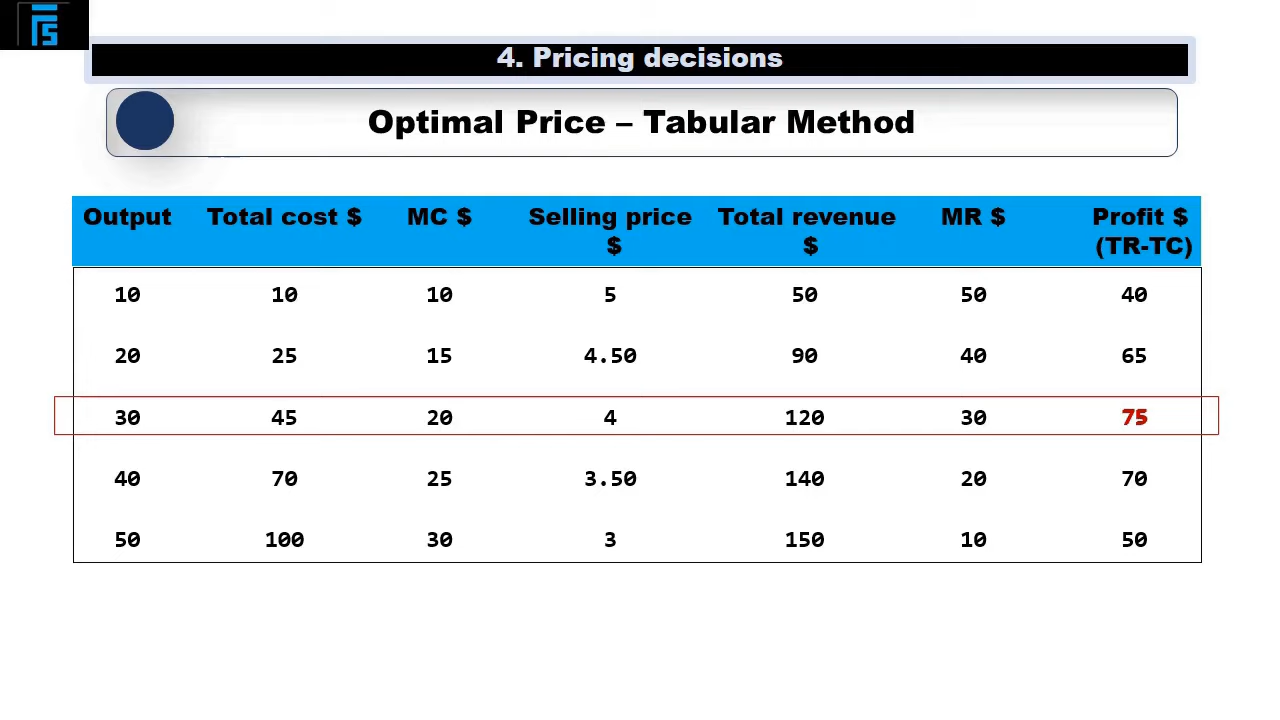 4. Pricing decisions
Optimal Price – Tabular Method
Output Total cost $ MC $ Selling price $ Total revenue $ MR $ Profit $ (TR-TC)
10 10 10 5 50 50 40
20 25 15 4.50 90 40 65
30 45 20 4 120 30 75
40 70 25 3.50 140 20 70
50 100 30 3 150 10 50